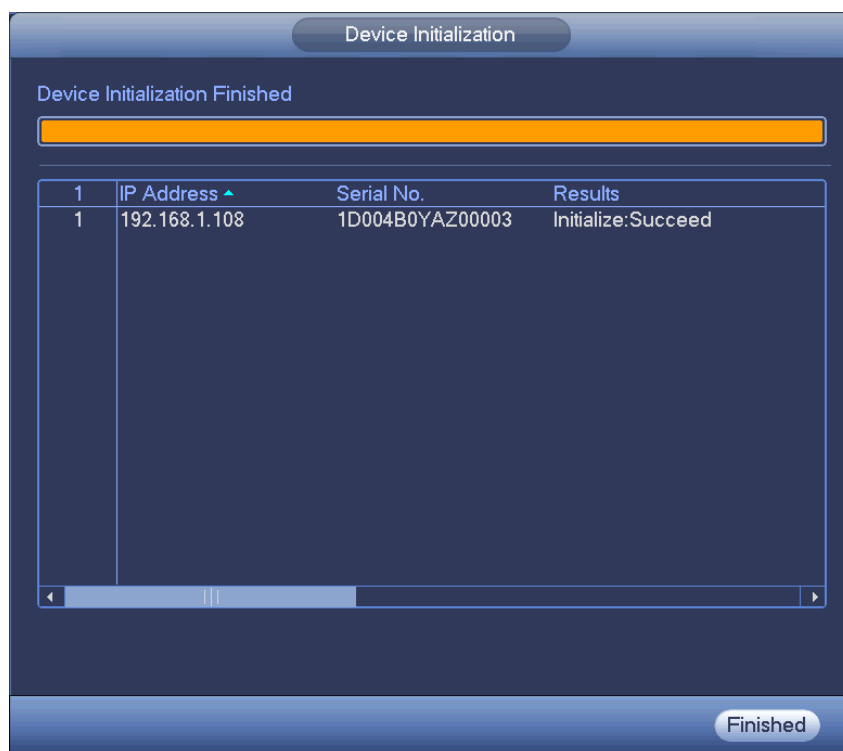 Device Initialization
Device Initialization Finished
1 IP Address Serial No. Results
1 192.168.1.108 1D004B0YAZ00003 Initialize:Succeed
Finished